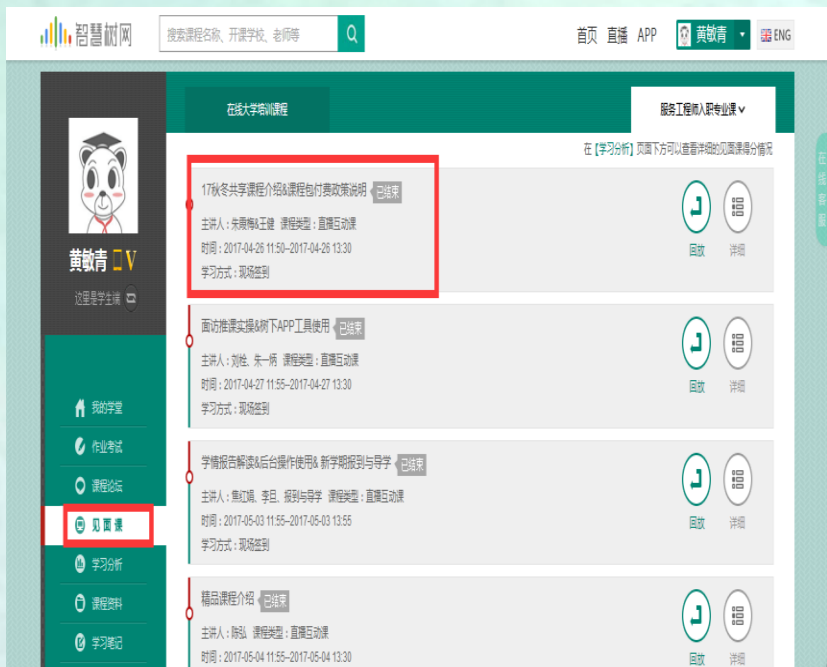 智慧树网
搜索课程名称、开课学校、老师等
首页 直播 APP 黄敏青 ENG
在线大学培训课程
服务工程师入职专业课
在【学习分析】页面下方可以查看详细的见面课得分情况
在线客服
黄敏青 V
这里是学生端
我的学堂
作业考试
课程论坛
见面课
学习分析
课程资料
学习笔记
17秋冬共享课程介绍&课程包付费政策说明 已结束
主讲人:朱景梅&王健 课程类型:直播互动课
时间:2017-04-26 11:50--2017-04-26 13:30
学习方式:现场签到
回放 详细
面访推课实操&树下APP工具使用 已结束
主讲人:刘栓、朱一炳 课程类型:直播互动课
时间:2017-04-27 11:55--2017-04-27 13:30
学习方式:现场签到
回放 详细
学情报告解读&后台操作使用& 新学期报到与导学 已结束
主讲人:焦红娟、李旦、报到与导学 课程类型:直播互动课
时间:2017-05-03 11:55--2017-05-03 13:55
学习方式:现场签到
回放 详细
精品课程介绍 已结束
主讲人:陈弘 课程类型:直播互动课
时间:2017-05-04 11:55--2017-05-04 13:30
回放 详细